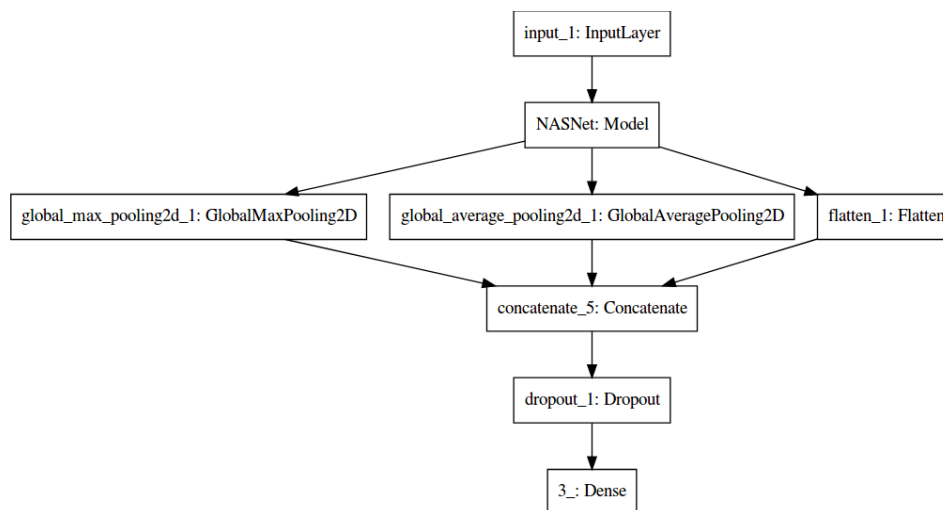 input_1: InputLayer
NASNet: Model
global_max_pooling2d_1: GlobalMaxPooling2D
global_average_pooling2d_1: GlobalAveragePooling2D
flatten_1: Flatten
concatenate_5: Concatenate
dropout_1: Dropout
3_: Dense